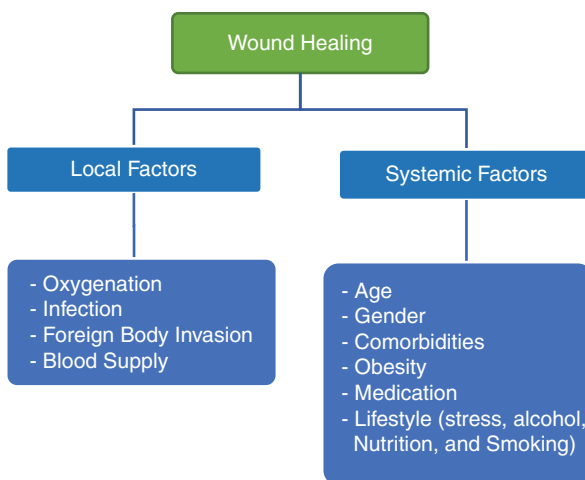 Wound Healing
Local Factors
Systemic Factors
- Oxygenation
- Infection
- Foreign Body Invasion
- Blood Supply
- Age
- Gender
- Comorbidities
- Obesity
- Medication
- Lifestyle (stress, alcohol,
Nutrition, and Smoking)